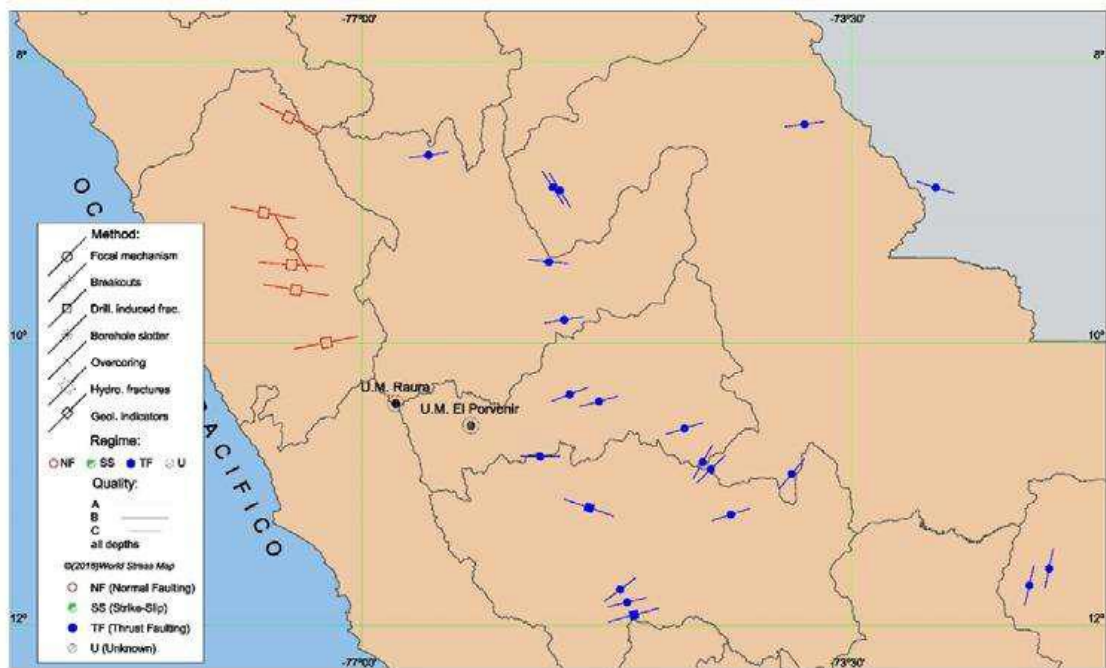 -77°00'
-73°30'
8°
8°
OC
Method:
Focal mechanism
Breakouts
Drill. induced frac.
Borehole slotter
Overcoring
Hydro. fractures
Geol. indicators
Regime:
NF SS TF U
Quality:
A
B
C
all depths
©(2016)World Stress Map
NF (Normal Faulting)
SS (Strike-Slip)
TF (Thrust Faulting)
U (Unknown)
10°
10°
U.M. Raura
U.M. El Porvenir
PACIFICO
12°
12°
-77°00'
-73°30'